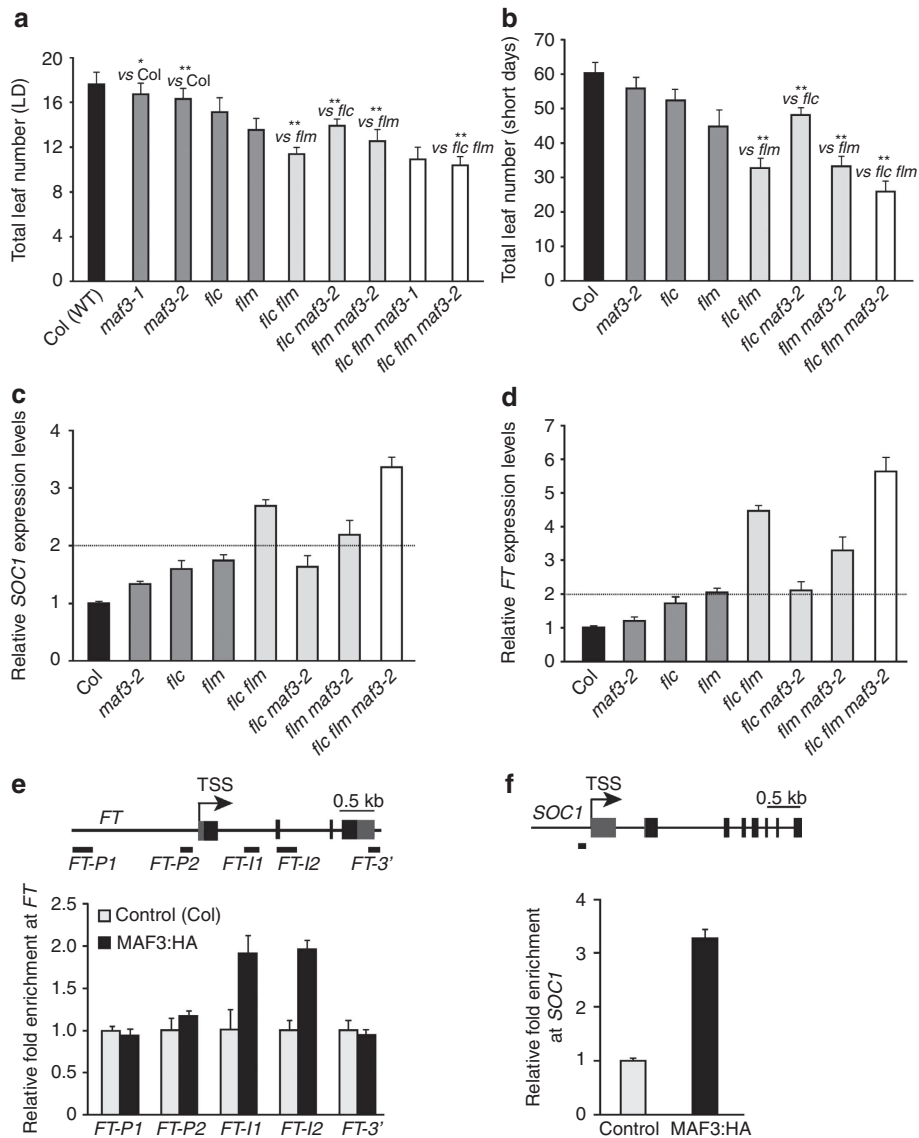 a
Total leaf number (LD)
20
16
12
8
4
0
*
vs Col
**
vs Col
**
vs flm
**
vs flc
**
vs flm
**
vs flc flm
Col (WT)
maf3-1
maf3-2
flc
flm
flc flm
flc maf3-2
flm maf3-2
flc flm maf3-1
flc flm maf3-2
b
Total leaf number (short days)
70
60
50
40
30
20
10
0
**
vs flm
**
vs flc
**
vs flm
**
vs flc flm
Col
maf3-2
flc
flm
flc flm
flc maf3-2
flm maf3-2
flc flm maf3-2
c
Relative SOC1 expression levels
4
3
2
1
0
Col
maf3-2
flc
flm
flc flm
flc maf3-2
flm maf3-2
flc flm maf3-2
d
Relative FT expression levels
7
6
5
4
3
2
1
0
Col
maf3-2
flc
flm
flc flm
flc maf3-2
flm maf3-2
flc flm maf3-2
e
TSS
FT
0.5 kb
FT-P1 FT-P2 FT-I1 FT-I2 FT-3'
Relative fold enrichment at FT
2.5
2.0
1.5
1.0
0.5
0
Control (Col)
MAF3:HA
FT-P1 FT-P2 FT-I1 FT-I2 FT-3'
f
TSS
SOC1
0.5 kb
Relative fold enrichment
at SOC1
4
3
2
1
0
Control MAF3:HA